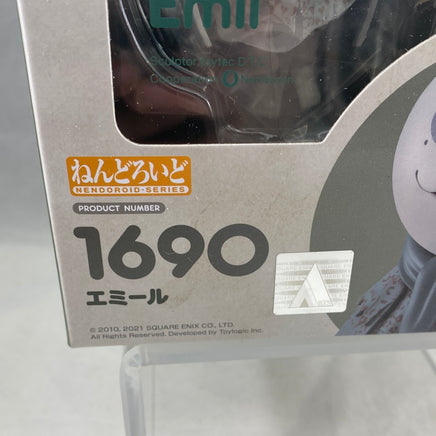 Emil
ねんどろいど
NENDOROID-SERIES
PRODUCT NUMBER
1690
エミール
© 2010, 2021 SQUARE ENIX CO., LTD.
All Rights Reserved. Developed by Toylogic Inc.